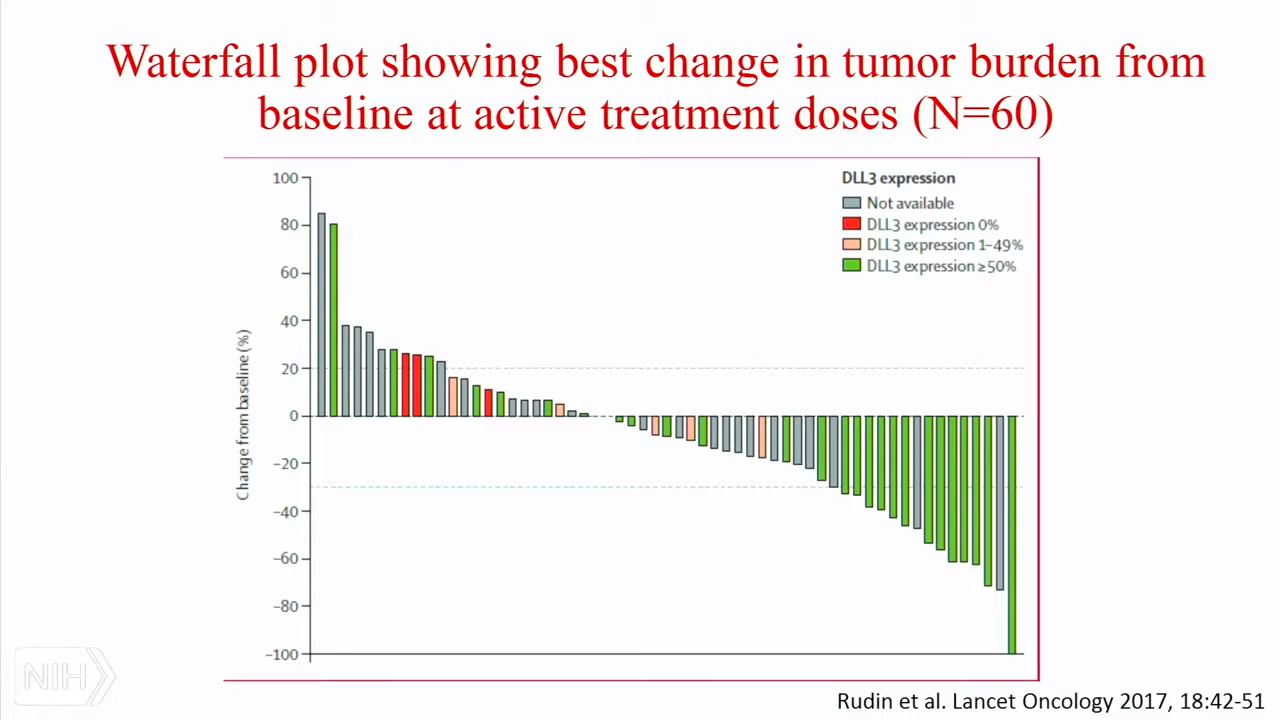 Waterfall plot showing best change in tumor burden from
baseline at active treatment doses (N=60)
DLL3 expression
Not available
DLL3 expression 0%
DLL3 expression 1–49%
DLL3 expression ≥50%
Change from baseline (%)
100
80
60
40
20
0
−20
−40
−60
−80
−100
NIH
Rudin et al. Lancet Oncology 2017, 18:42-51